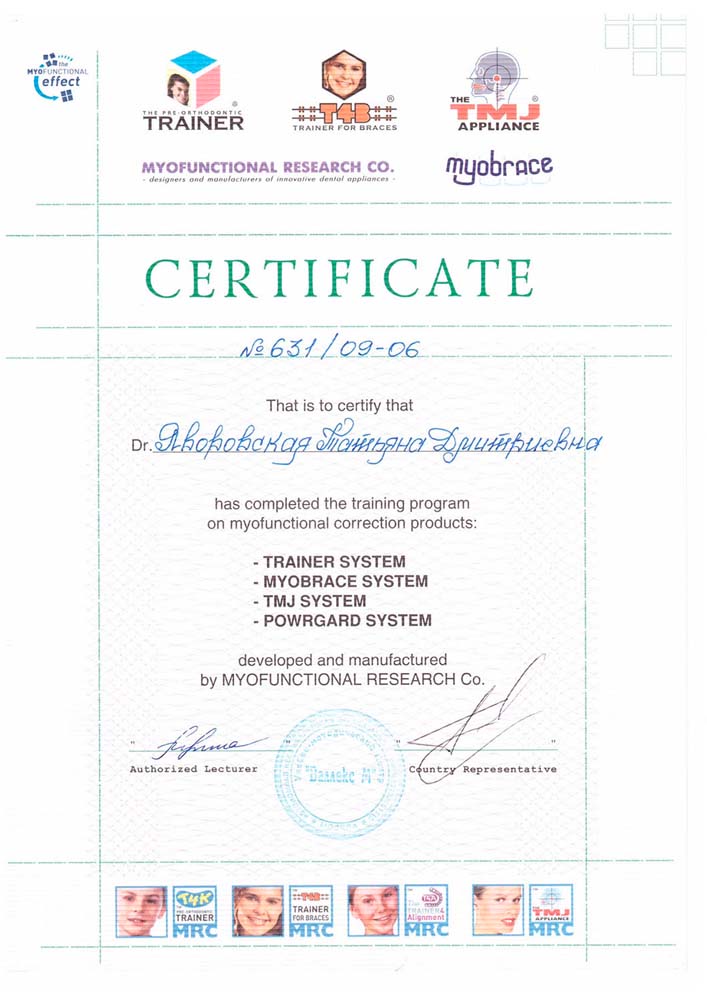 the
MYOFUNCTIONAL
effect
THE PRE-ORTHODONTIC
TRAINER
T4B
TRAINER FOR BRACES
THE
TMJ
APPLIANCE
MYOFUNCTIONAL RESEARCH CO.
- designers and manufacturers of innovative dental appliances -
myobrace
CERTIFICATE
№ 631/09-06
That is to certify that
Dr. Яворовская Татьяна Дмитриевна
has completed the training program
on myofunctional correction products:
- TRAINER SYSTEM
- MYOBRACE SYSTEM
- TMJ SYSTEM
- POWRGARD SYSTEM
developed and manufactured
by MYOFUNCTIONAL RESEARCH Co.
Authorized Lecturer
Country Representative
"Валлекс М"
T4K
PRE-ORTHODONTIC
TRAINER
MRC
T4B
TRAINER
FOR BRACES
MRC
T4A
The
TRAINER4
Alignment
MRC
THE
TMJ
APPLIANCE
MRC